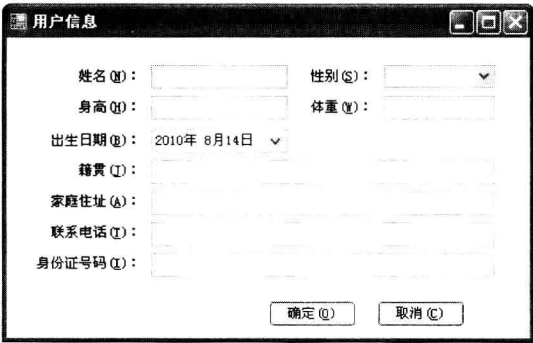 用户信息
姓名(N)： 性别(S)：
身高(H)： 体重(W)：
出生日期(B)： 2010年 8月14日
籍贯(J)：
家庭住址(A)：
联系电话(T)：
身份证号码(I)：
确定(O) 取消(C)